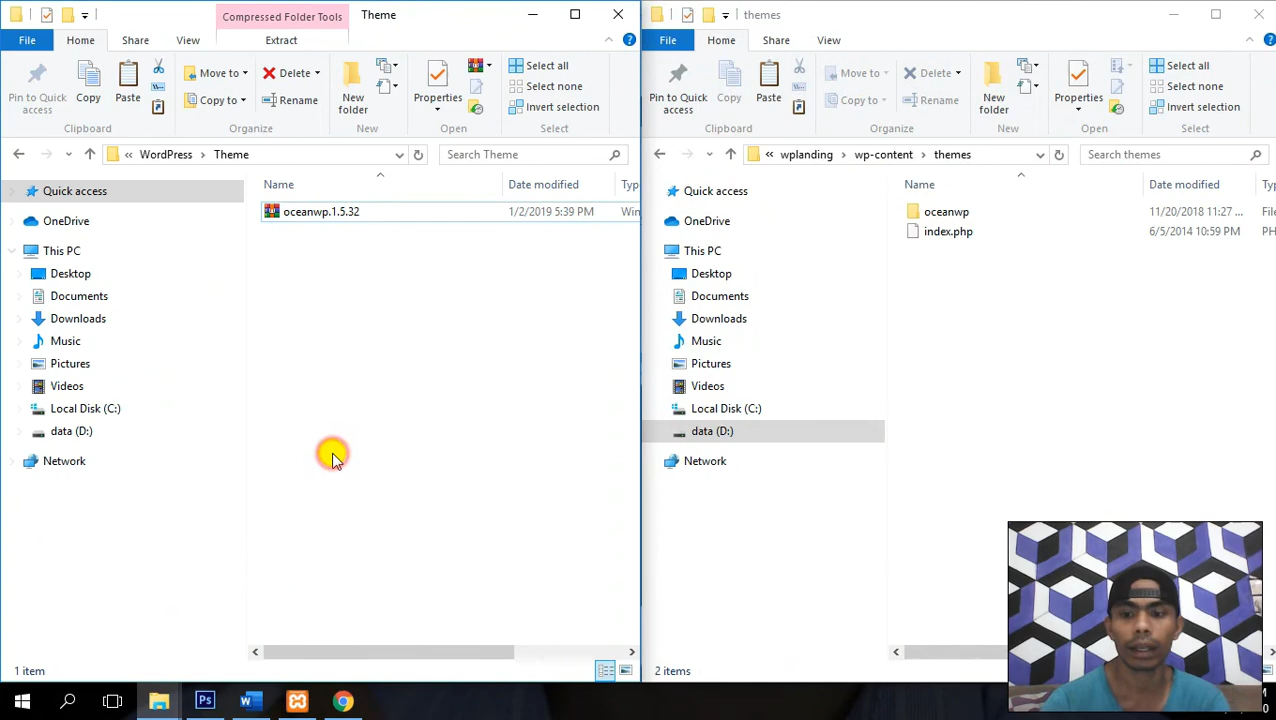 Compressed Folder Tools Theme
File Home Share View Extract
Pin to Quick access
Copy
Paste
Move to
Copy to
Delete
Rename
New folder
Properties
Select all
Select none
Invert selection
Clipboard Organize New Open Select
« WordPress › Theme
Search Theme
Name Date modified Typ
oceanwp.1.5.32 1/2/2019 5:39 PM Win
Quick access
OneDrive
This PC
Desktop
Documents
Downloads
Music
Pictures
Videos
Local Disk (C:)
data (D:)
Network
1 item
themes
File Home Share View
Pin to Quick access
Copy
Paste
Move to
Copy to
Delete
Rename
New folder
Properties
Select all
Select none
Invert selection
Clipboard Organize New Open Select
« wplanding › wp-content › themes
Search themes
Name Date modified Typ
oceanwp 11/20/2018 11:27 ... File
index.php 6/5/2014 10:59 PM PH
Quick access
OneDrive
This PC
Desktop
Documents
Downloads
Music
Pictures
Videos
Local Disk (C:)
data (D:)
Network
2 items